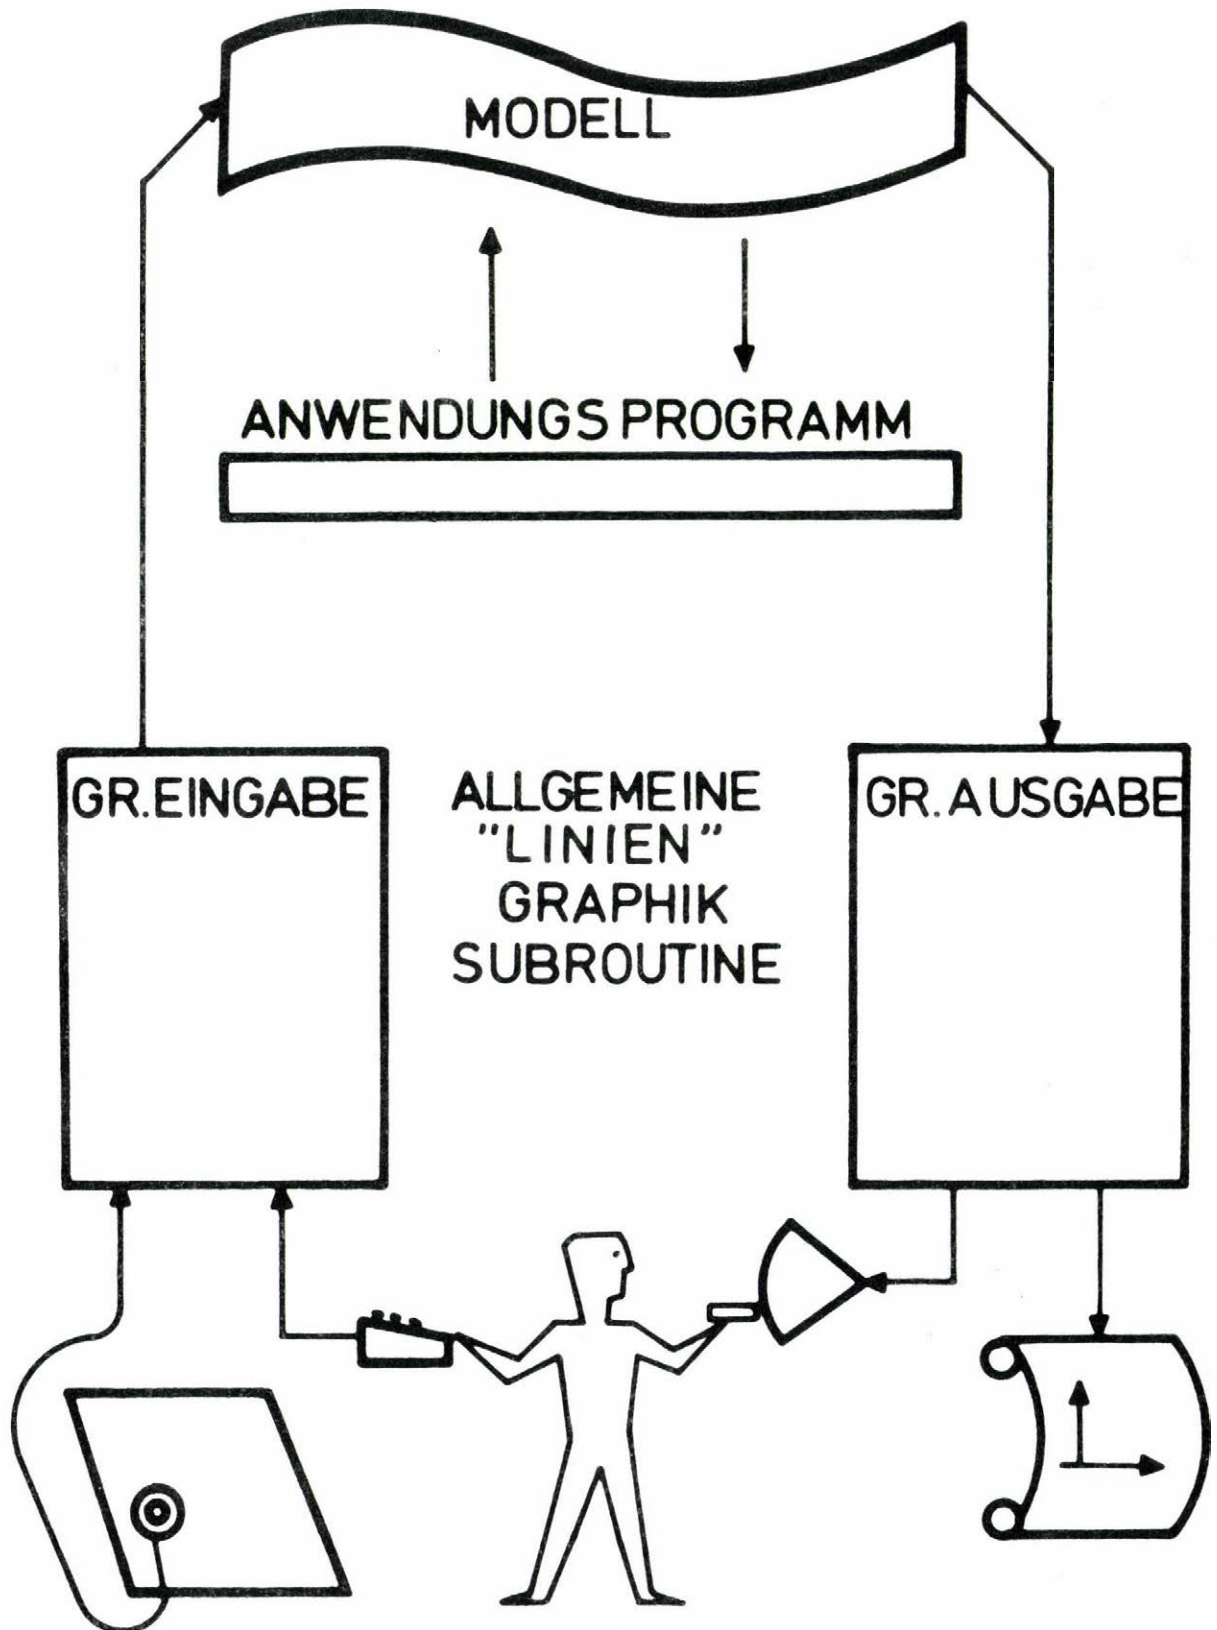 MODELL
ANWENDUNGS PROGRAMM
GR. EINGABE
ALLGEMEINE
"LINIEN"
GRAPHIK
SUBROUTINE
GR. AUSGABE